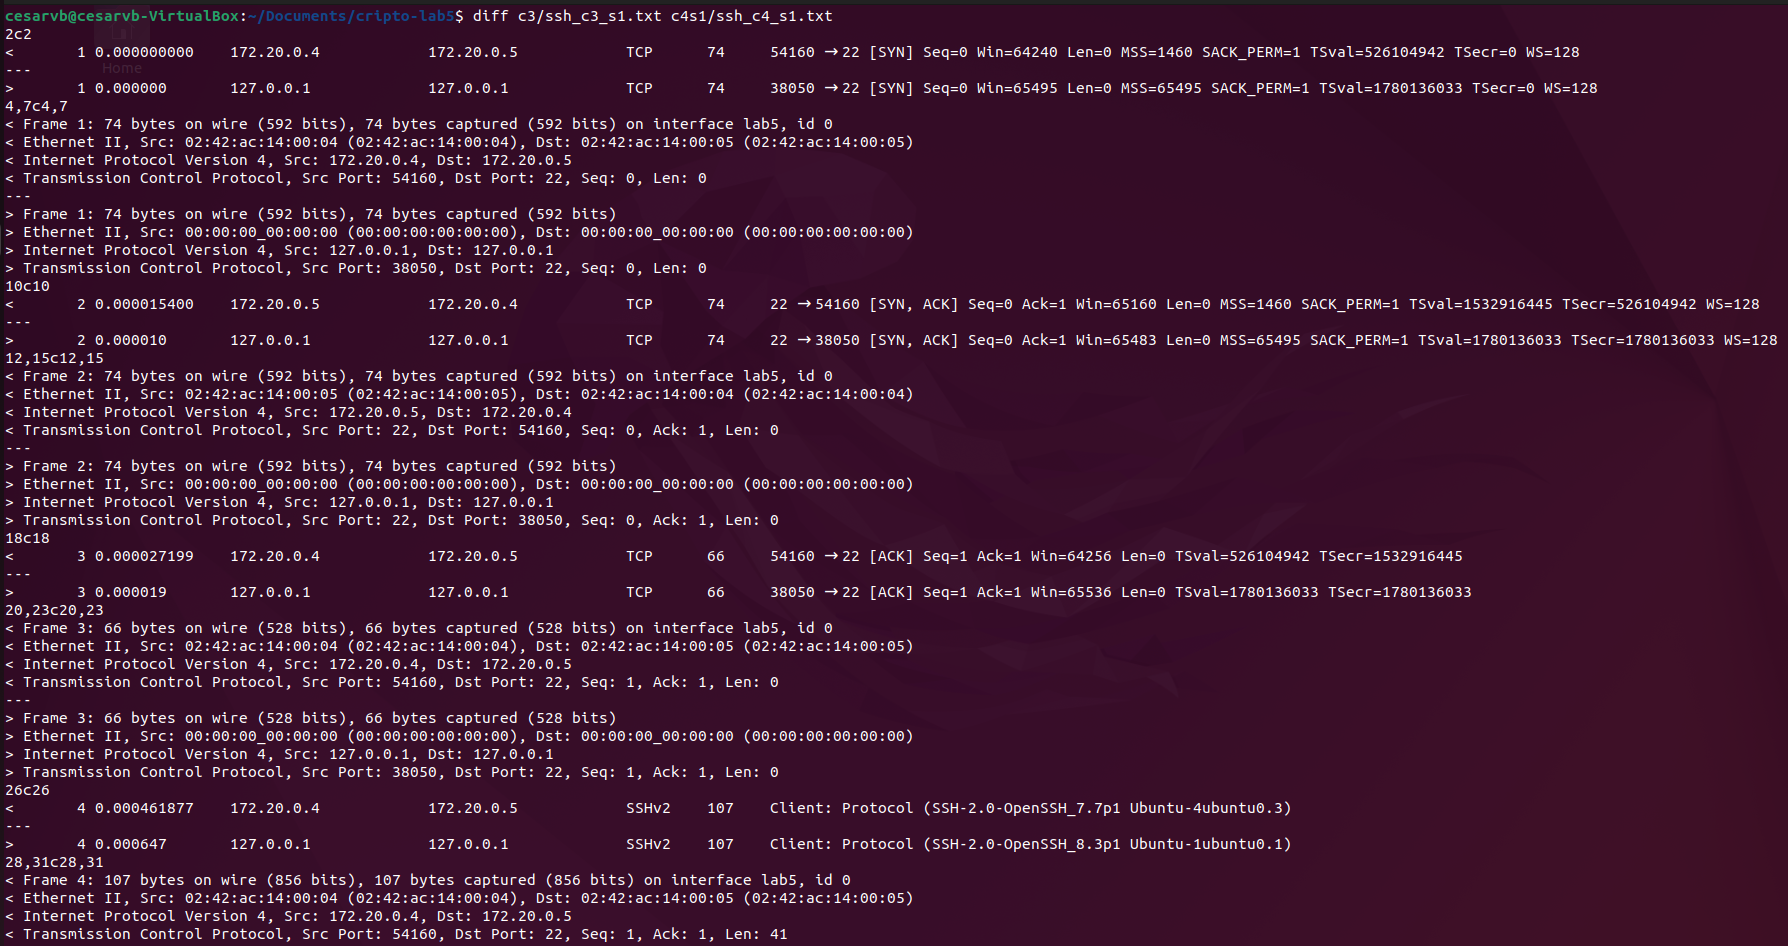 cesarvb@cesarvb-VirtualBox:~/Documents/cripto-lab5$ diff c3/ssh_c3_s1.txt c4s1/ssh_c4_s1.txt
2c2
<       1 0.000000000    172.20.0.4            172.20.0.5            TCP      74     54160 → 22 [SYN] Seq=0 Win=64240 Len=0 MSS=1460 SACK_PERM=1 TSval=526104942 TSecr=0 WS=128
---
Home
>       1 0.000000       127.0.0.1             127.0.0.1             TCP      74     38050 → 22 [SYN] Seq=0 Win=65495 Len=0 MSS=65495 SACK_PERM=1 TSval=1780136033 TSecr=0 WS=128
4,7c4,7
< Frame 1: 74 bytes on wire (592 bits), 74 bytes captured (592 bits) on interface lab5, id 0
< Ethernet II, Src: 02:42:ac:14:00:04 (02:42:ac:14:00:04), Dst: 02:42:ac:14:00:05 (02:42:ac:14:00:05)
< Internet Protocol Version 4, Src: 172.20.0.4, Dst: 172.20.0.5
< Transmission Control Protocol, Src Port: 54160, Dst Port: 22, Seq: 0, Len: 0
---
> Frame 1: 74 bytes on wire (592 bits), 74 bytes captured (592 bits)
> Ethernet II, Src: 00:00:00_00:00:00 (00:00:00:00:00:00), Dst: 00:00:00_00:00:00 (00:00:00:00:00:00)
> Internet Protocol Version 4, Src: 127.0.0.1, Dst: 127.0.0.1
> Transmission Control Protocol, Src Port: 38050, Dst Port: 22, Seq: 0, Len: 0
10c10
<       2 0.000015400    172.20.0.5            172.20.0.4            TCP      74     22 → 54160 [SYN, ACK] Seq=0 Ack=1 Win=65160 Len=0 MSS=1460 SACK_PERM=1 TSval=1532916445 TSecr=526104942 WS=128
---
>       2 0.000010       127.0.0.1             127.0.0.1             TCP      74     22 → 38050 [SYN, ACK] Seq=0 Ack=1 Win=65483 Len=0 MSS=65495 SACK_PERM=1 TSval=1780136033 TSecr=1780136033 WS=128
12,15c12,15
< Frame 2: 74 bytes on wire (592 bits), 74 bytes captured (592 bits) on interface lab5, id 0
< Ethernet II, Src: 02:42:ac:14:00:05 (02:42:ac:14:00:05), Dst: 02:42:ac:14:00:04 (02:42:ac:14:00:04)
< Internet Protocol Version 4, Src: 172.20.0.5, Dst: 172.20.0.4
< Transmission Control Protocol, Src Port: 22, Dst Port: 54160, Seq: 0, Ack: 1, Len: 0
---
> Frame 2: 74 bytes on wire (592 bits), 74 bytes captured (592 bits)
> Ethernet II, Src: 00:00:00_00:00:00 (00:00:00:00:00:00), Dst: 00:00:00_00:00:00 (00:00:00:00:00:00)
> Internet Protocol Version 4, Src: 127.0.0.1, Dst: 127.0.0.1
> Transmission Control Protocol, Src Port: 22, Dst Port: 38050, Seq: 0, Ack: 1, Len: 0
18c18
<       3 0.000027199    172.20.0.4            172.20.0.5            TCP      66     54160 → 22 [ACK] Seq=1 Ack=1 Win=64256 Len=0 TSval=526104942 TSecr=1532916445
---
>       3 0.000019       127.0.0.1             127.0.0.1             TCP      66     38050 → 22 [ACK] Seq=1 Ack=1 Win=65536 Len=0 TSval=1780136033 TSecr=1780136033
20,23c20,23
< Frame 3: 66 bytes on wire (528 bits), 66 bytes captured (528 bits) on interface lab5, id 0
< Ethernet II, Src: 02:42:ac:14:00:04 (02:42:ac:14:00:04), Dst: 02:42:ac:14:00:05 (02:42:ac:14:00:05)
< Internet Protocol Version 4, Src: 172.20.0.4, Dst: 172.20.0.5
< Transmission Control Protocol, Src Port: 54160, Dst Port: 22, Seq: 1, Ack: 1, Len: 0
---
> Frame 3: 66 bytes on wire (528 bits), 66 bytes captured (528 bits)
> Ethernet II, Src: 00:00:00_00:00:00 (00:00:00:00:00:00), Dst: 00:00:00_00:00:00 (00:00:00:00:00:00)
> Internet Protocol Version 4, Src: 127.0.0.1, Dst: 127.0.0.1
> Transmission Control Protocol, Src Port: 38050, Dst Port: 22, Seq: 1, Ack: 1, Len: 0
26c26
<       4 0.000461877    172.20.0.4            172.20.0.5            SSHv2    107    Client: Protocol (SSH-2.0-OpenSSH_7.7p1 Ubuntu-4ubuntu0.3)
---
>       4 0.000647       127.0.0.1             127.0.0.1             SSHv2    107    Client: Protocol (SSH-2.0-OpenSSH_8.3p1 Ubuntu-1ubuntu0.1)
28,31c28,31
< Frame 4: 107 bytes on wire (856 bits), 107 bytes captured (856 bits) on interface lab5, id 0
< Ethernet II, Src: 02:42:ac:14:00:04 (02:42:ac:14:00:04), Dst: 02:42:ac:14:00:05 (02:42:ac:14:00:05)
< Internet Protocol Version 4, Src: 172.20.0.4, Dst: 172.20.0.5
< Transmission Control Protocol, Src Port: 54160, Dst Port: 22, Seq: 1, Ack: 1, Len: 41